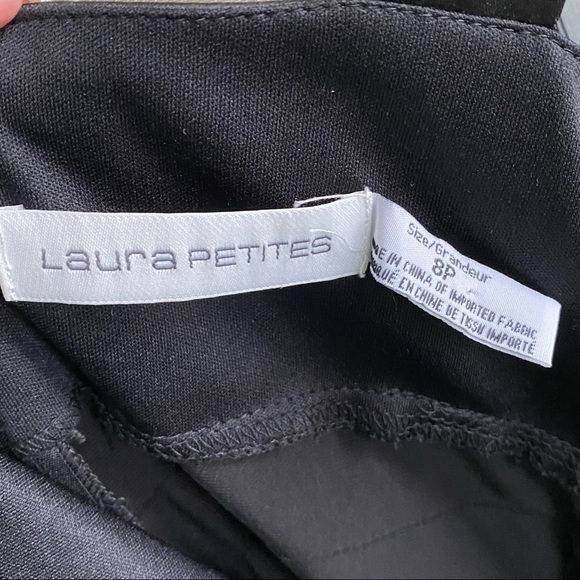 Laura PETITES
Size/Grandeur
8P
IN CHINA OF IMPORTED FABRIC
EN CHINE DE TISSU IMPORTÉ